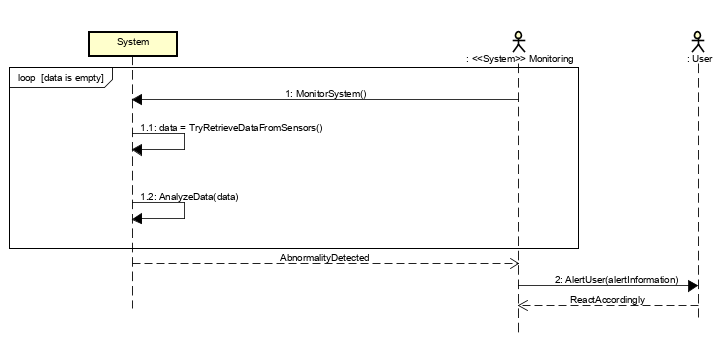 System
: <<System>> Monitoring
: User
loop [data is empty]
1: MonitorSystem()
1.1: data = TryRetrieveDataFromSensors()
1.2: AnalyzeData(data)
AbnormalityDetected
2: AlertUser(alertInformation)
ReactAccordingly